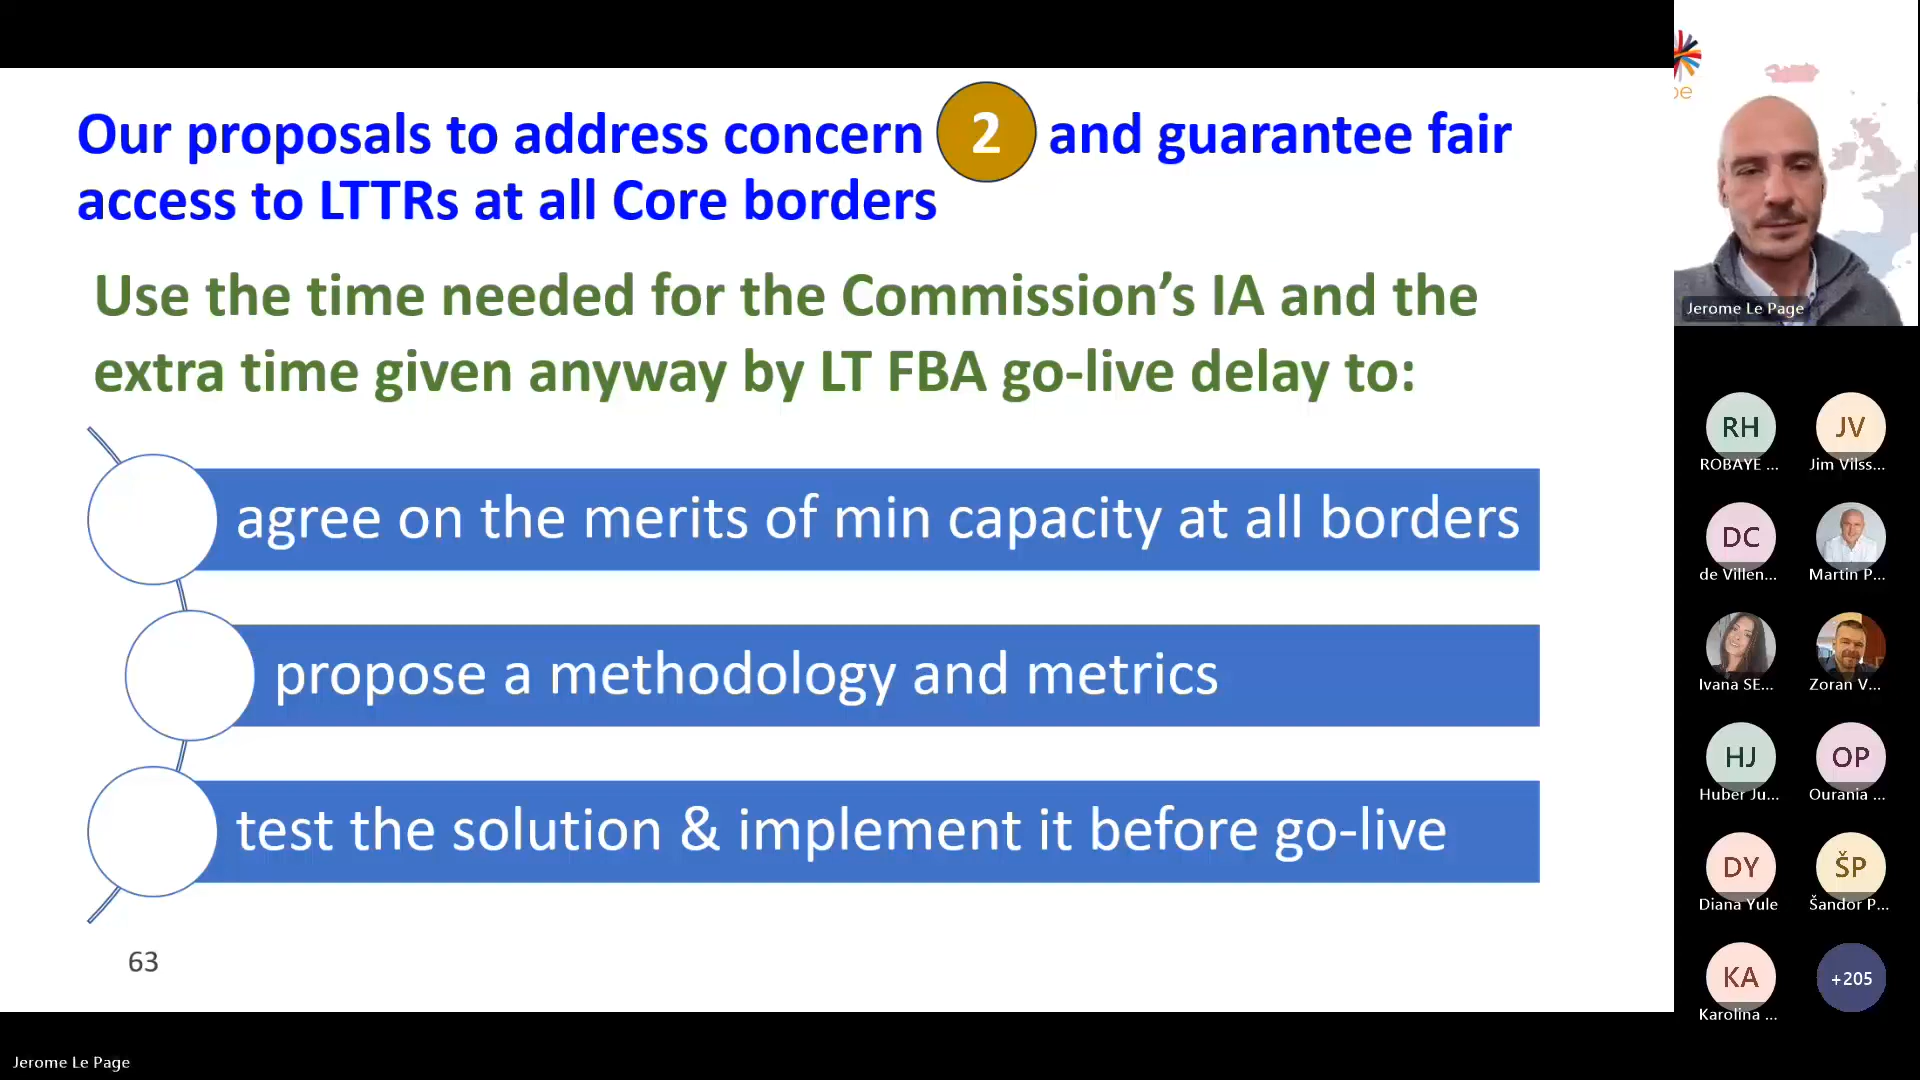 Our proposals to address concern 2 and guarantee fair
access to LTTRs at all Core borders
Use the time needed for the Commission’s IA and the
extra time given anyway by LT FBA go-live delay to:
agree on the merits of min capacity at all borders
propose a methodology and metrics
test the solution & implement it before go-live
63
Jerome Le Page
RH
ROBAYE ...
JV
Jim Vilss...
DC
de Villen...
Martin P...
Ivana SE...
Zoran V...
HJ
Huber Ju...
OP
Ourania ...
DY
Diana Yule
ŠP
Šandor P...
KA
Karolina ...
+205
Jerome Le Page